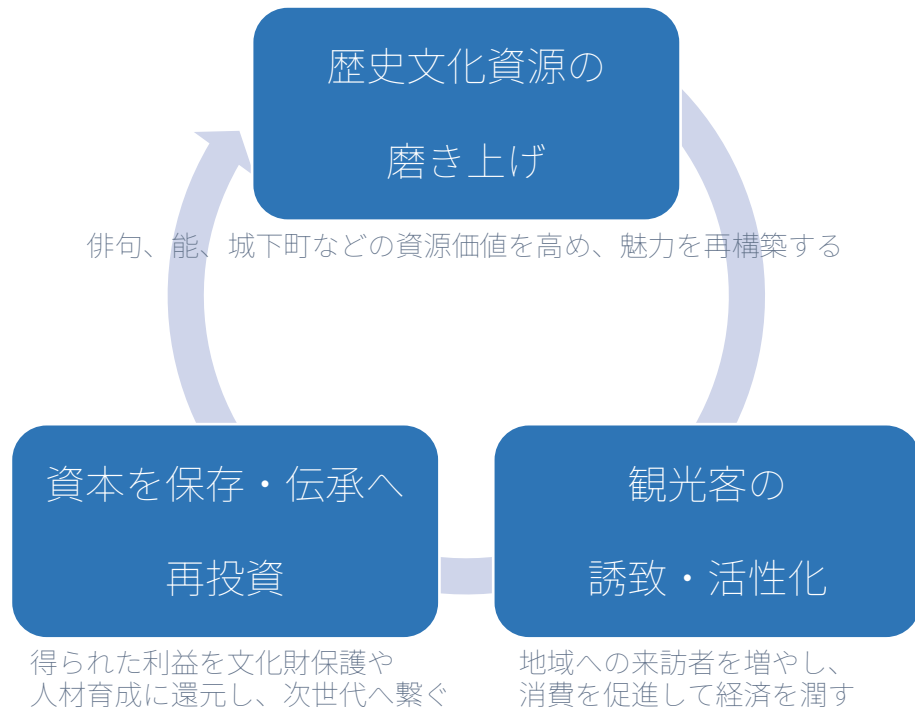 歴史文化資源の
磨き上げ
俳句、能、城下町などの資源価値を高め、魅力を再構築する
資本を保存・伝承へ
再投資
得られた利益を文化財保護や
人材育成に還元し、次世代へ繋ぐ
観光客の
誘致・活性化
地域への来訪者を増やし、
消費を促進して経済を潤す